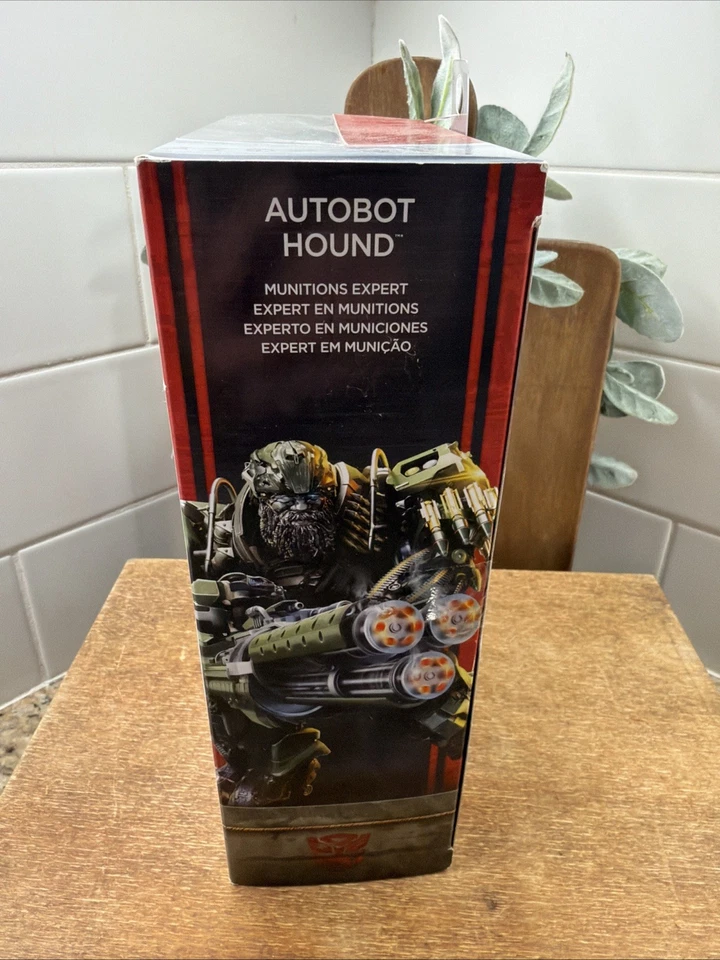 AUTOBOT
HOUND™
MUNITIONS EXPERT
EXPERT EN MUNITIONS
EXPERTO EN MUNICIONES
EXPERT EM MUNIÇÃO